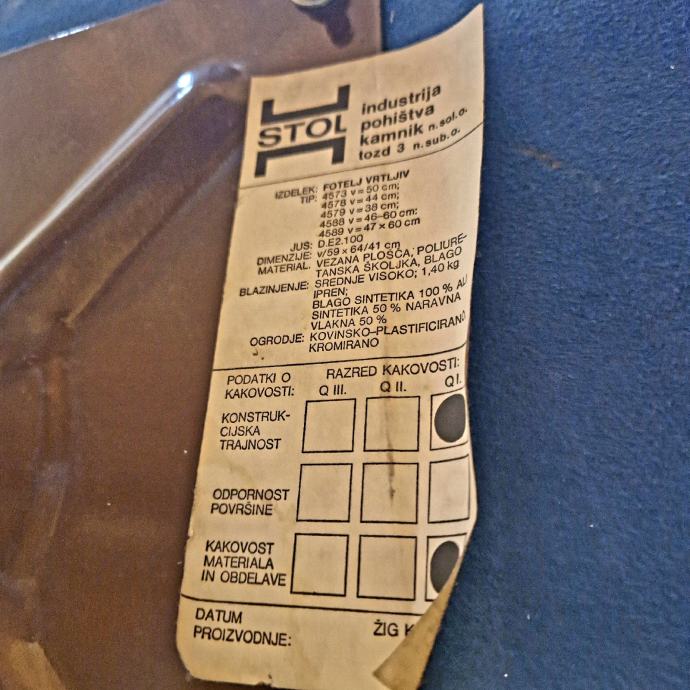 STOL
industrija
pohištva
kamnik n.sol.o.
tozd 3 n.sub.o.
IZDELEK: FOTELJ VRTLJIV
TIP: 4573 v=50 cm;
4578 v=44 cm;
4579 v=38 cm;
4588 v=46-60 cm:
4589 v=47 x 60 cm
JUS: D.E2.100
DIMENZIJE: v/59 x 64/41 cm
MATERIAL. VEZANA PLOŠČA, POLIURE-
TANSKA ŠKOLJKA, BLAGO
BLAZINJENJE: SREDNJE VISOKO; 1,40 kg
IPREN;
BLAGO SINTETIKA 100 % ALI
SINTETIKA 50 % NARAVNA
VLAKNA 50 %
OGRODJE: KOVINSKO-PLASTIFICIRANO
KROMIRANO
PODATKI O KAKOVOSTI:
RAZRED KAKOVOSTI:
Q III. Q II. Q I.
KONSTRUK-
CIJSKA
TRAJNOST
ODPORNOST
POVRŠINE
KAKOVOST
MATERIALA
IN OBDELAVE
DATUM
PROIZVODNJE:
ŽIG K